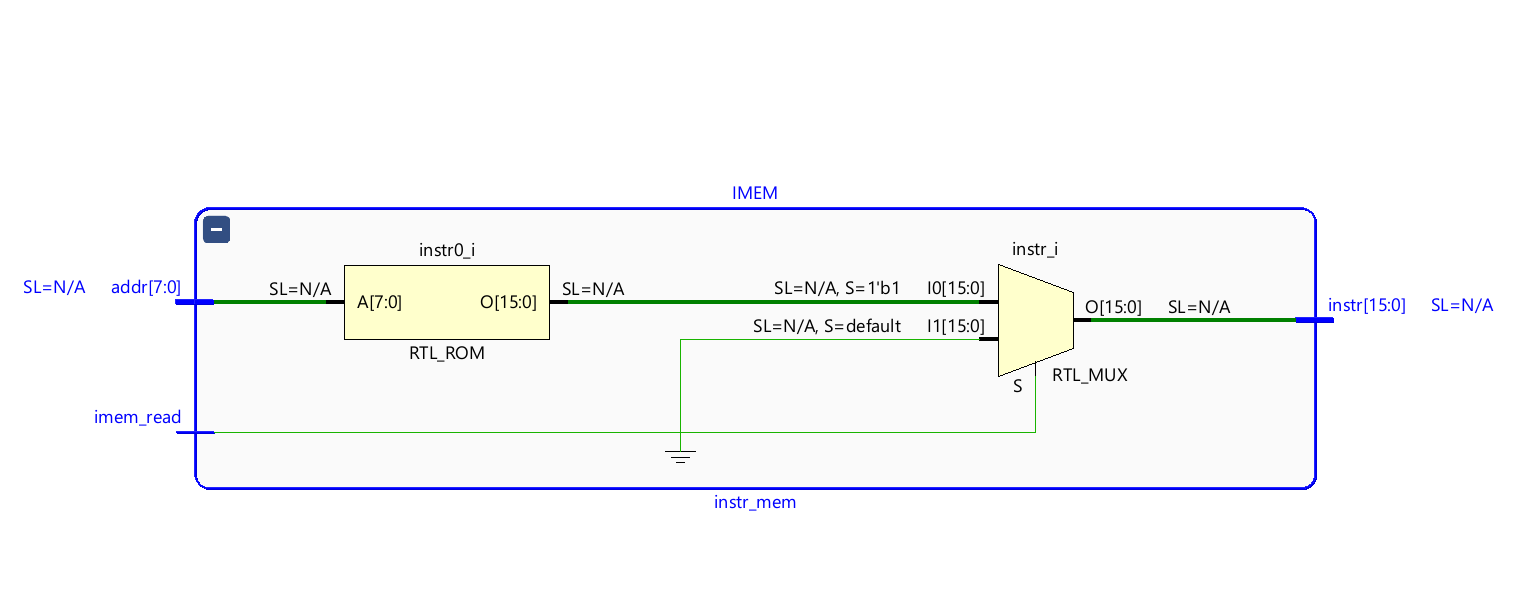 IMEM
instr0_i
instr_i
SL=N/A addr[7:0]
SL=N/A
A[7:0]
O[15:0]
SL=N/A
SL=N/A, S=1'b1
I0[15:0]
SL=N/A, S=default
I1[15:0]
O[15:0]
SL=N/A
instr[15:0] SL=N/A
RTL_ROM
S
RTL_MUX
imem_read
instr_mem